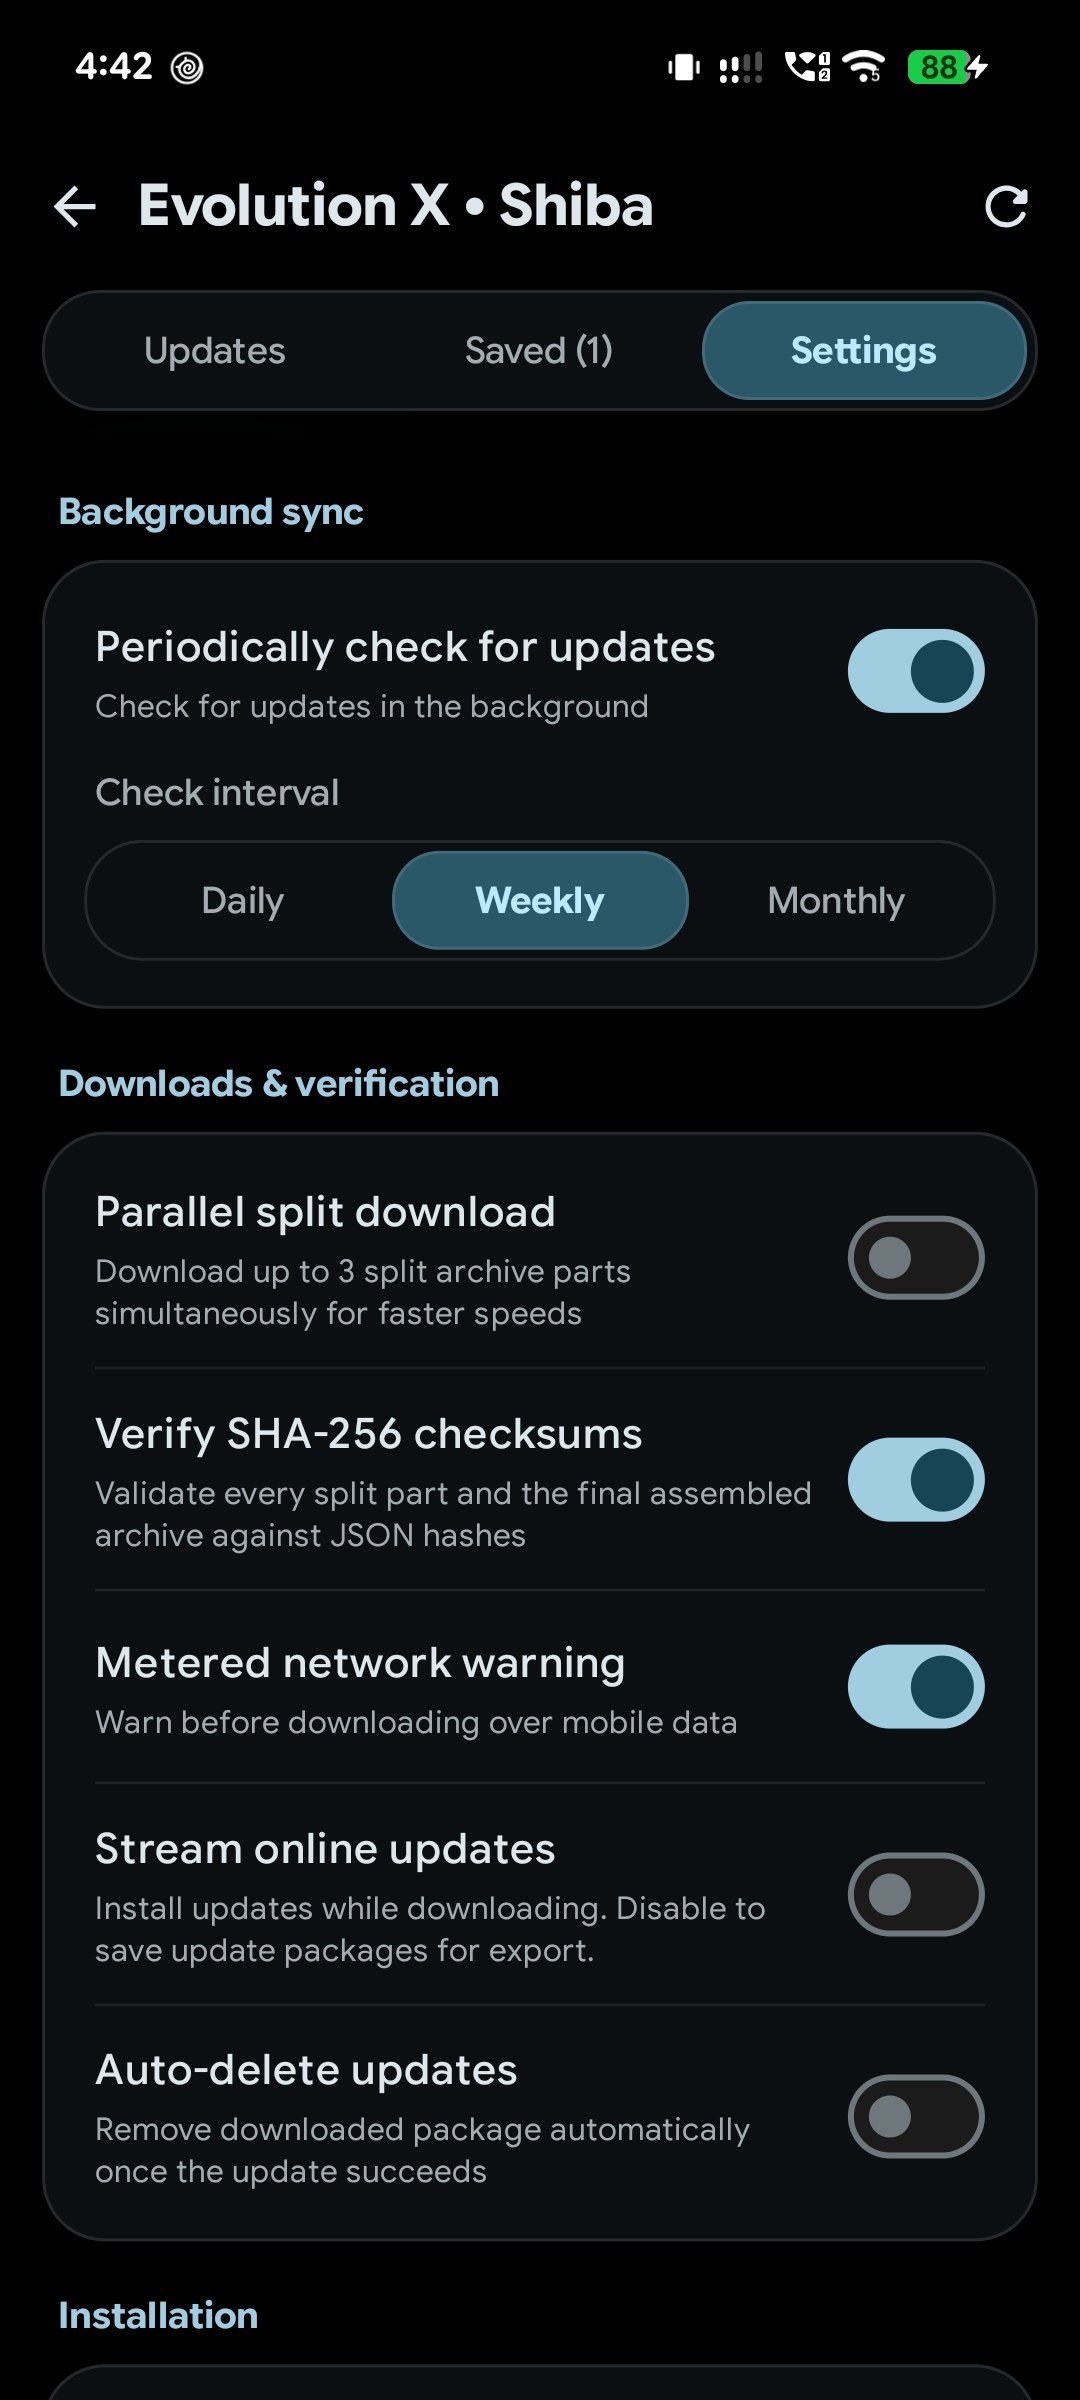 4:42
1
2
5
88
Evolution X • Shiba
Updates
Saved (1)
Settings
Background sync
Periodically check for updates
Check for updates in the background
Check interval
Daily
Weekly
Monthly
Downloads & verification
Parallel split download
Download up to 3 split archive parts
simultaneously for faster speeds
Verify SHA-256 checksums
Validate every split part and the final assembled
archive against JSON hashes
Metered network warning
Warn before downloading over mobile data
Stream online updates
Install updates while downloading. Disable to
save update packages for export.
Auto-delete updates
Remove downloaded package automatically
once the update succeeds
Installation